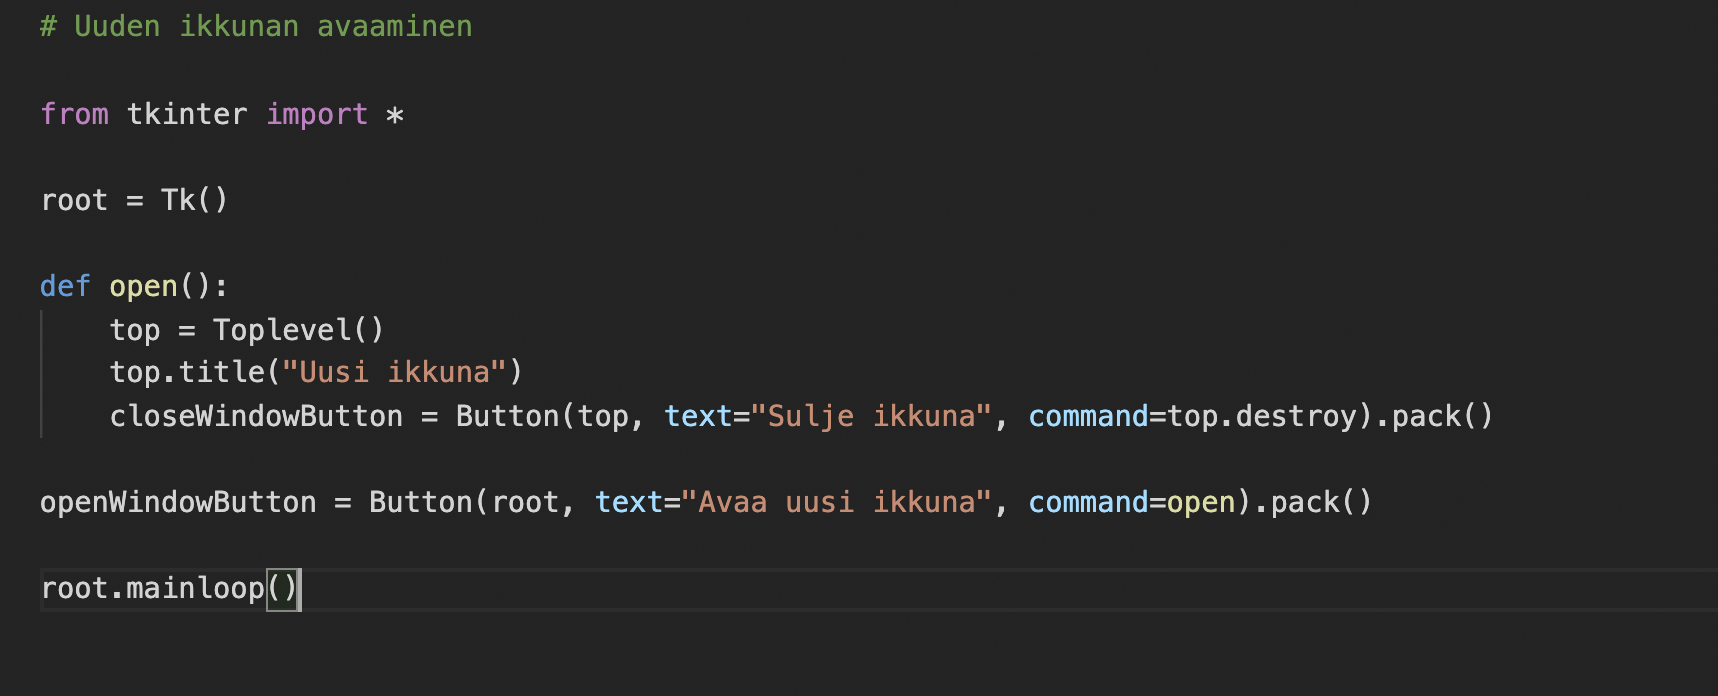 # Uuden ikkunan avaaminen
from tkinter import *
root = Tk()
def open():
    top = Toplevel()
    top.title("Uusi ikkuna")
    closeWindowButton = Button(top, text="Sulje ikkuna", command=top.destroy).pack()
openWindowButton = Button(root, text="Avaa uusi ikkuna", command=open).pack()
root.mainloop()